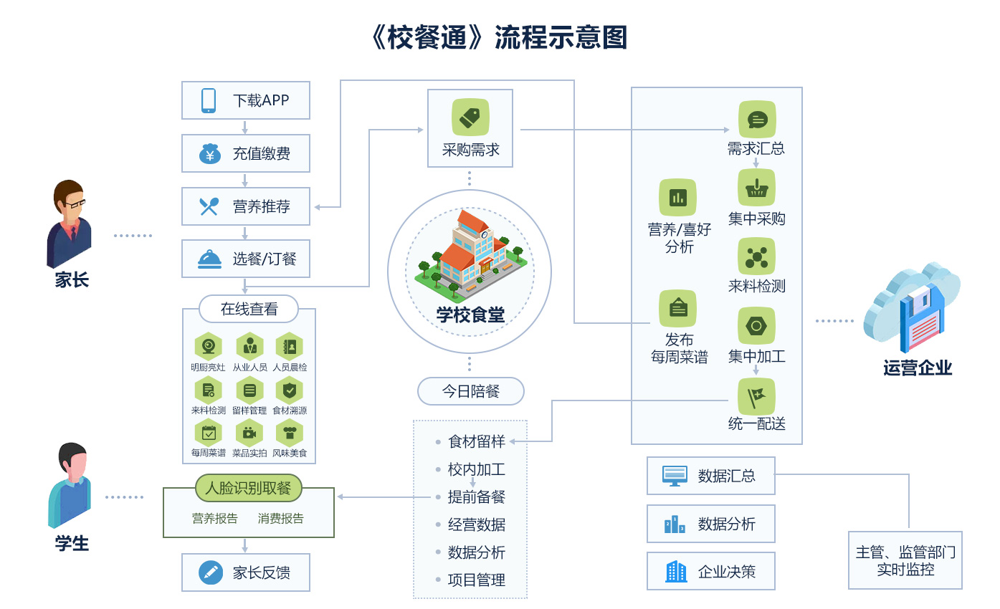 《校餐通》流程示意图
下载APP
充值缴费
营养推荐
选餐/订餐
在线查看
明厨亮灶
从业人员
人员晨检
来料检测
留样管理
食材溯源
每周菜谱
菜品实拍
风味美食
人脸识别取餐
营养报告
消费报告
家长反馈
家长
学生
采购需求
学校食堂
今日陪餐
食材留样
校内加工
提前备餐
经营数据
数据分析
项目管理
需求汇总
集中采购
来料检测
集中加工
统一配送
营养/喜好
分析
发布
每周菜谱
运营企业
数据汇总
数据分析
企业决策
主管、监管部门
实时监控